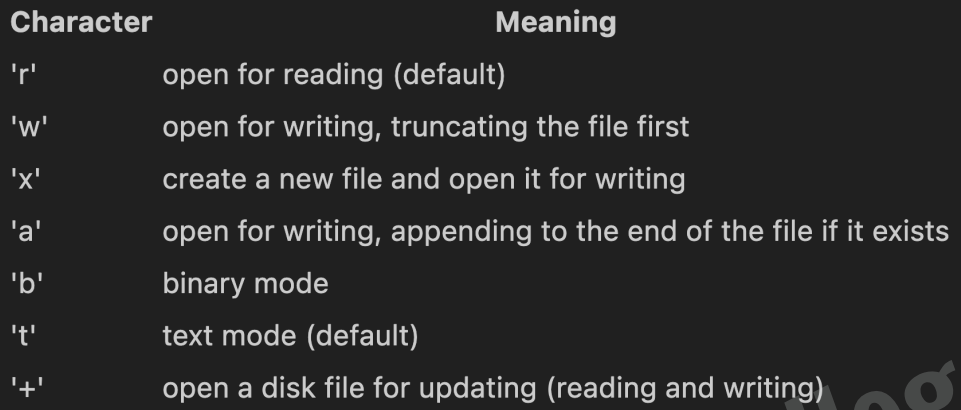 Character Meaning
'r' open for reading (default)
'w' open for writing, truncating the file first
'x' create a new file and open it for writing
'a' open for writing, appending to the end of the file if it exists
'b' binary mode
't' text mode (default)
'+' open a disk file for updating (reading and writing)